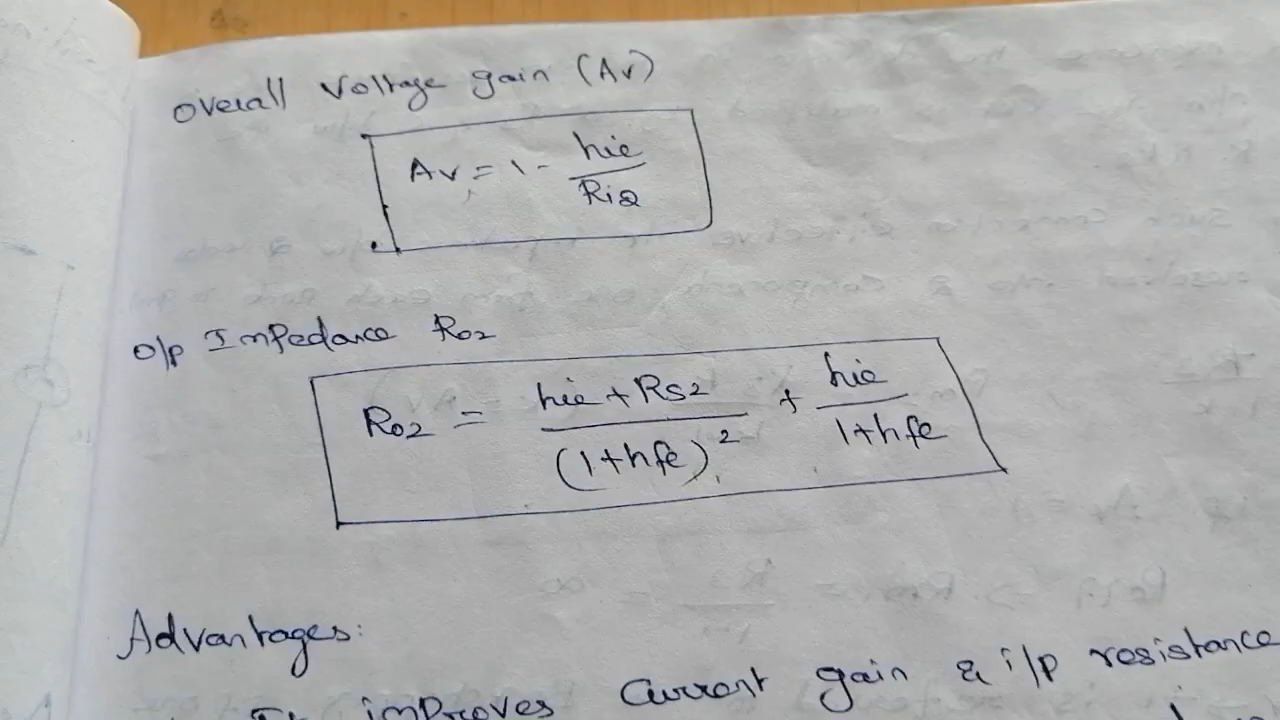 Overall Voltage gain (Av)
Av = 1 - hie/Ri2
O/p Impedance Ro2
Ro2 = (hie + Rs2)/(1+hfe)² + hie/(1+hfe)
Advantages:
It improves Current gain & i/p resistance